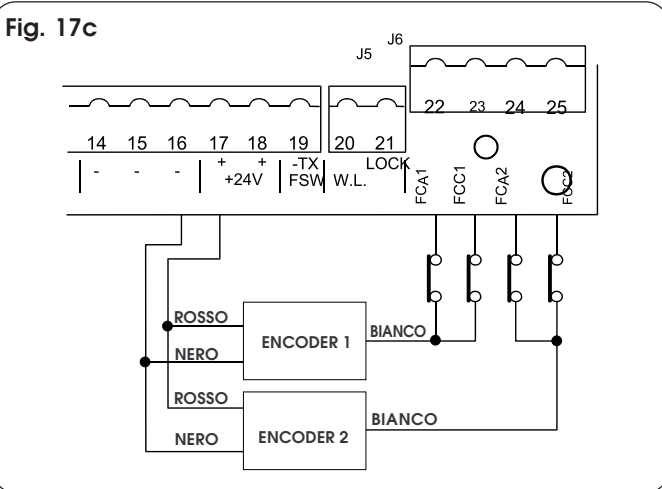 Fig. 17c
J5 J6
22 23 24 25
14 15 16 17 18 19 20 21
- - - + + -TX LOCK
+24V FSW W.L.
FCA1 FCC1 FCA2 FCC2
ROSSO
ENCODER 1
BIANCO
NERO
ROSSO
ENCODER 2
BIANCO
NERO